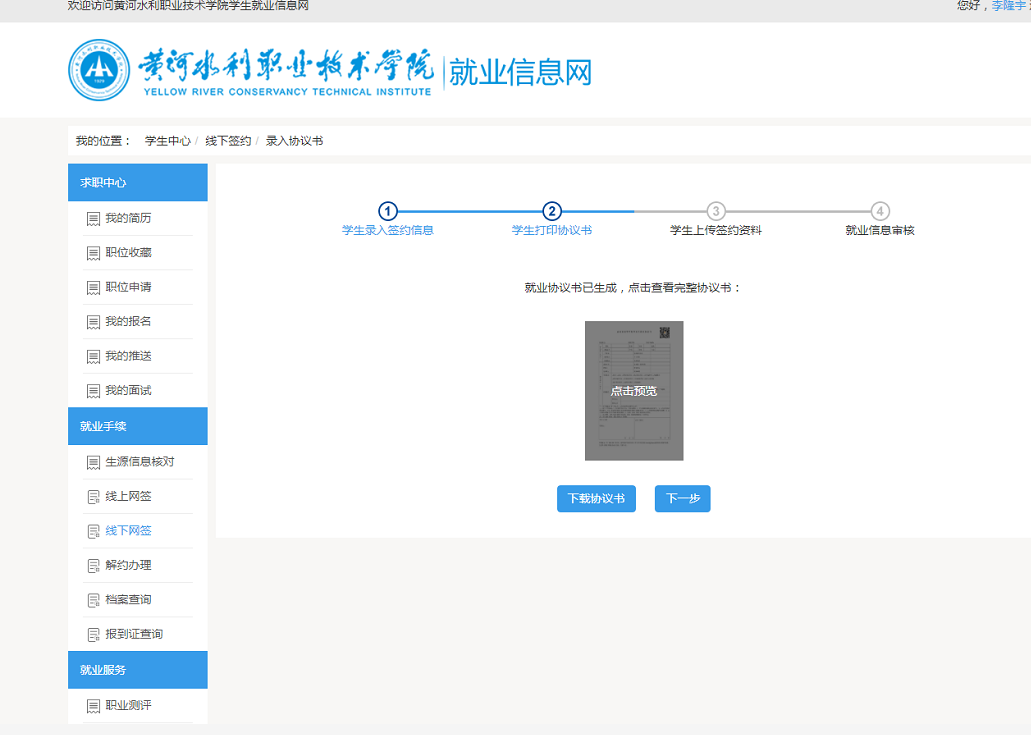 欢迎访问黄河水利职业技术学院学生就业信息网
您好，李隆宇
黄河水利职业技术学院
YELLOW RIVER CONSERVANCY TECHNICAL INSTITUTE
就业信息网
我的位置： 学生中心 / 线下签约 / 录入协议书
求职中心
我的简历
职位收藏
职位申请
我的报名
我的推送
我的面试
就业手续
生源信息核对
线上网签
线下网签
解约办理
档案查询
报到证查询
就业服务
职业测评
1 2 3 4
学生录入签约信息 学生打印协议书 学生上传签约资料 就业信息审核
就业协议书已生成，点击查看完整协议书：
点击预览
下载协议书 下一步